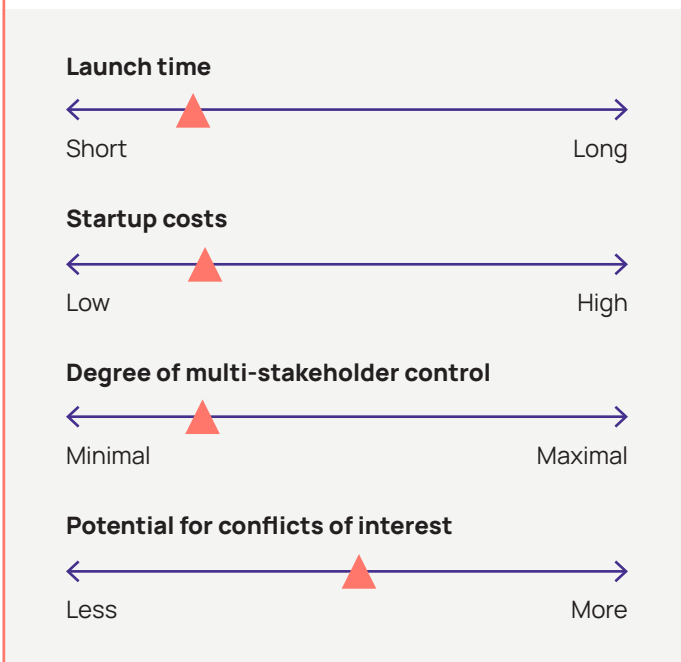 Launch time
Short Long
Startup costs
Low High
Degree of multi-stakeholder control
Minimal Maximal
Potential for conflicts of interest
Less More